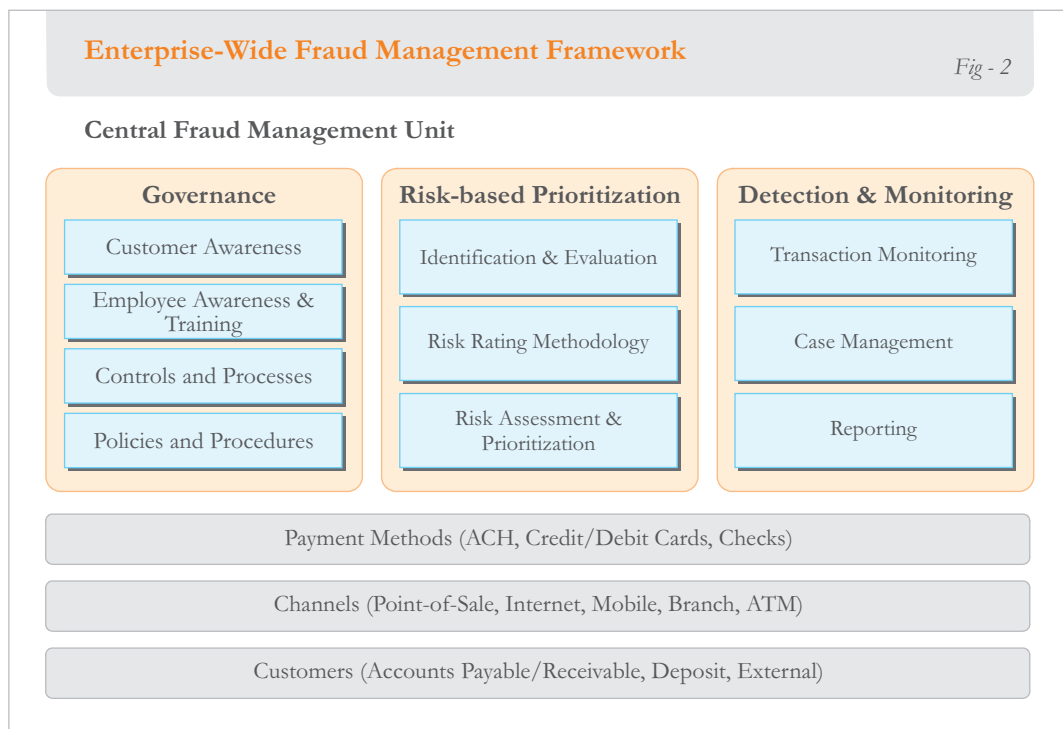 Enterprise-Wide Fraud Management Framework
Fig - 2
Central Fraud Management Unit
Governance
Customer Awareness
Employee Awareness &
Training
Controls and Processes
Policies and Procedures
Risk-based Prioritization
Identification & Evaluation
Risk Rating Methodology
Risk Assessment &
Prioritization
Detection & Monitoring
Transaction Monitoring
Case Management
Reporting
Payment Methods (ACH, Credit/Debit Cards, Checks)
Channels (Point-of-Sale, Internet, Mobile, Branch, ATM)
Customers (Accounts Payable/Receivable, Deposit, External)